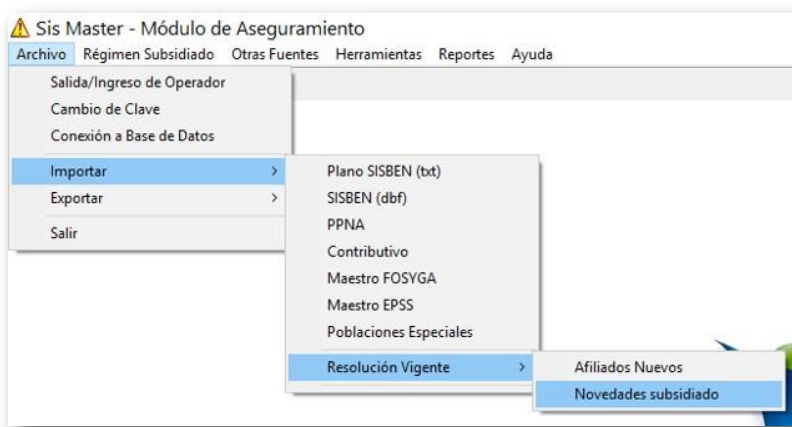 Sis Master - Módulo de Aseguramiento
Archivo Régimen Subsidiado Otras Fuentes Herramientas Reportes Ayuda
Salida/Ingreso de Operador
Cambio de Clave
Conexión a Base de Datos
Importar >
Exportar >
Salir
Plano SISBEN (txt)
SISBEN (dbf)
PPNA
Contributivo
Maestro FOSYGA
Maestro EPSS
Poblaciones Especiales
Resolución Vigente >
Afiliados Nuevos
Novedades subsidiado